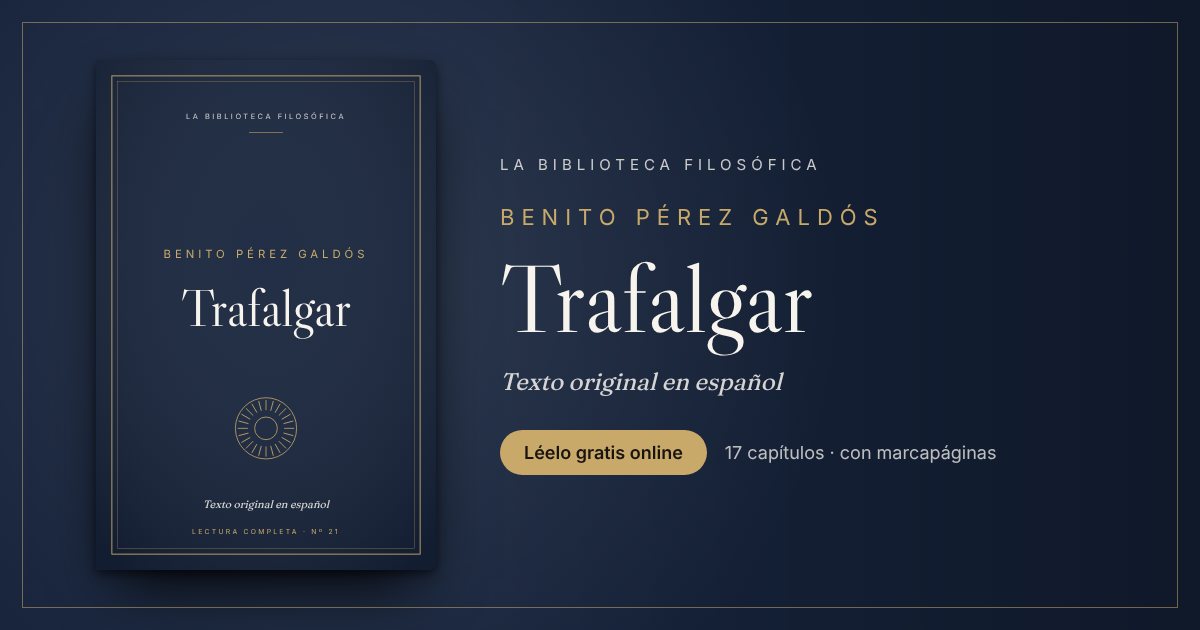 LA BIBLIOTECA FILOSÓFICA
BENITO PÉREZ GALDÓS
Trafalgar
Texto original en español
LECTURA COMPLETA · Nº 21
LA BIBLIOTECA FILOSÓFICA
BENITO PÉREZ GALDÓS
Trafalgar
Texto original en español
Léelo gratis online
17 capítulos · con marcapáginas